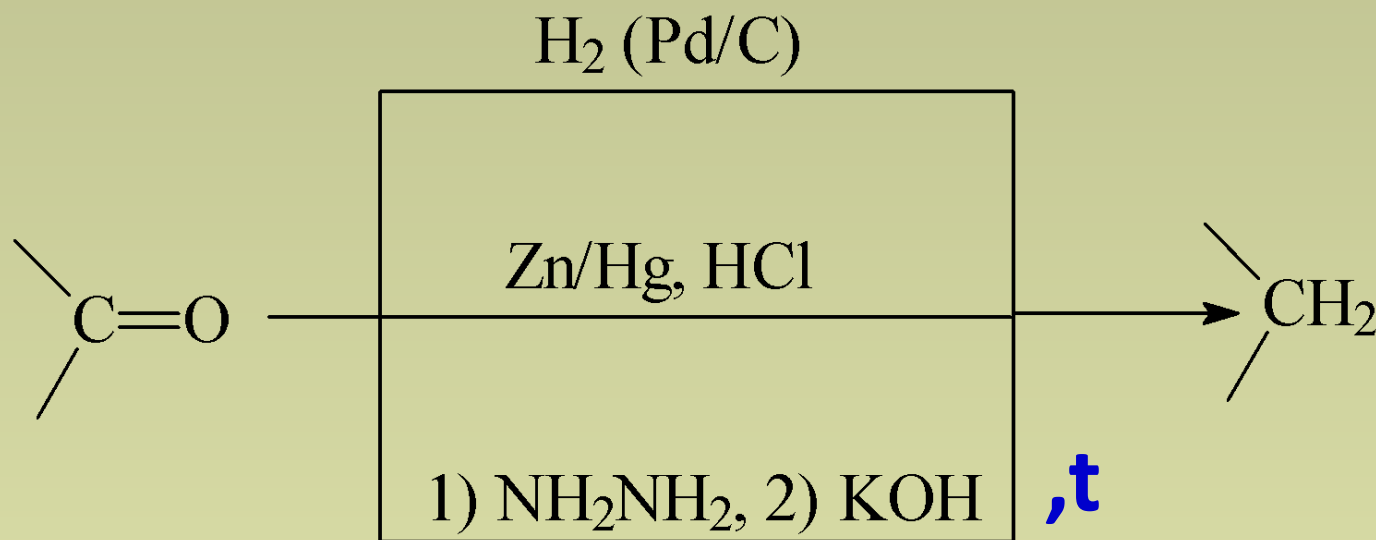 H₂ (Pd/C)
Zn/Hg, HCl
C=O
CH₂
1) NH₂NH₂, 2) KOH ,t